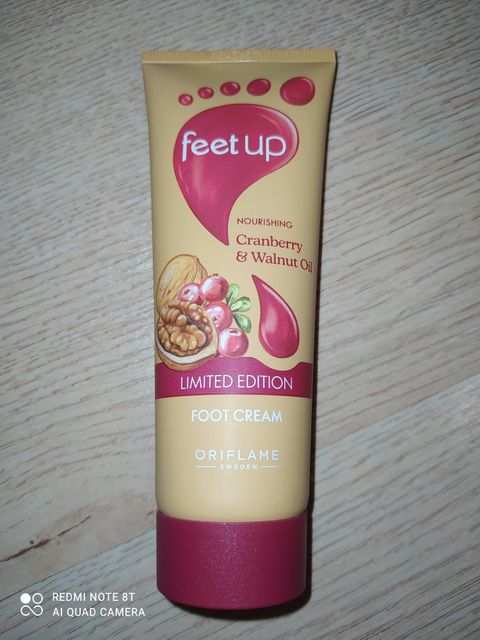 feet up
NOURISHING
Cranberry
& Walnut Oil
LIMITED EDITION
FOOT CREAM
ORIFLAME
SWEDEN
REDMI NOTE 8T
AI QUAD CAMERA